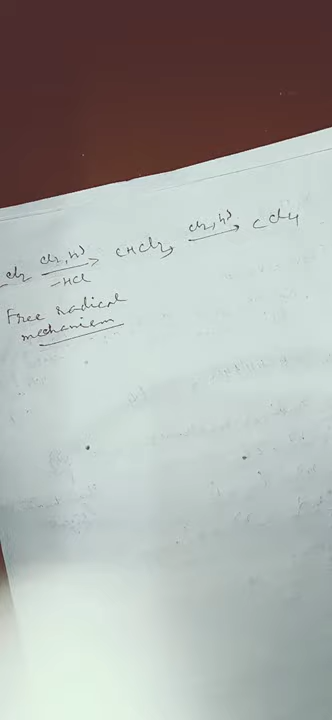 Cl₂ —Cl₂, hν / -HCl→ CHCl₃ —Cl₂, hν→ CCl₄
Free radical
mechanism